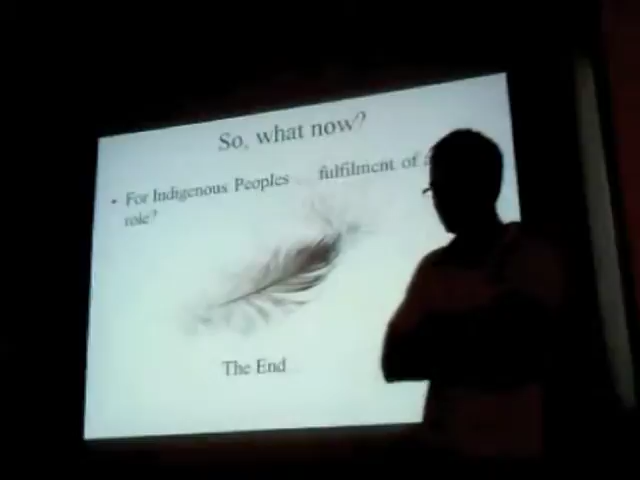 So, what now?
• For Indigenous Peoples ... fulfilment of a
role?
The End